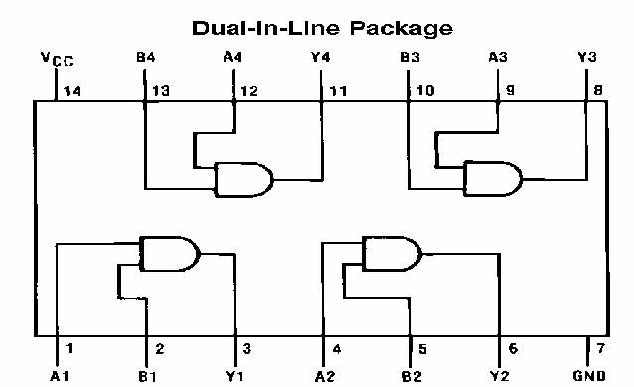 Dual-In-Line Package
VCC B4 A4 Y4 B3 A3 Y3
14 13 12 11 10 9 8
1 2 3 4 5 6 7
A1 B1 Y1 A2 B2 Y2 GND